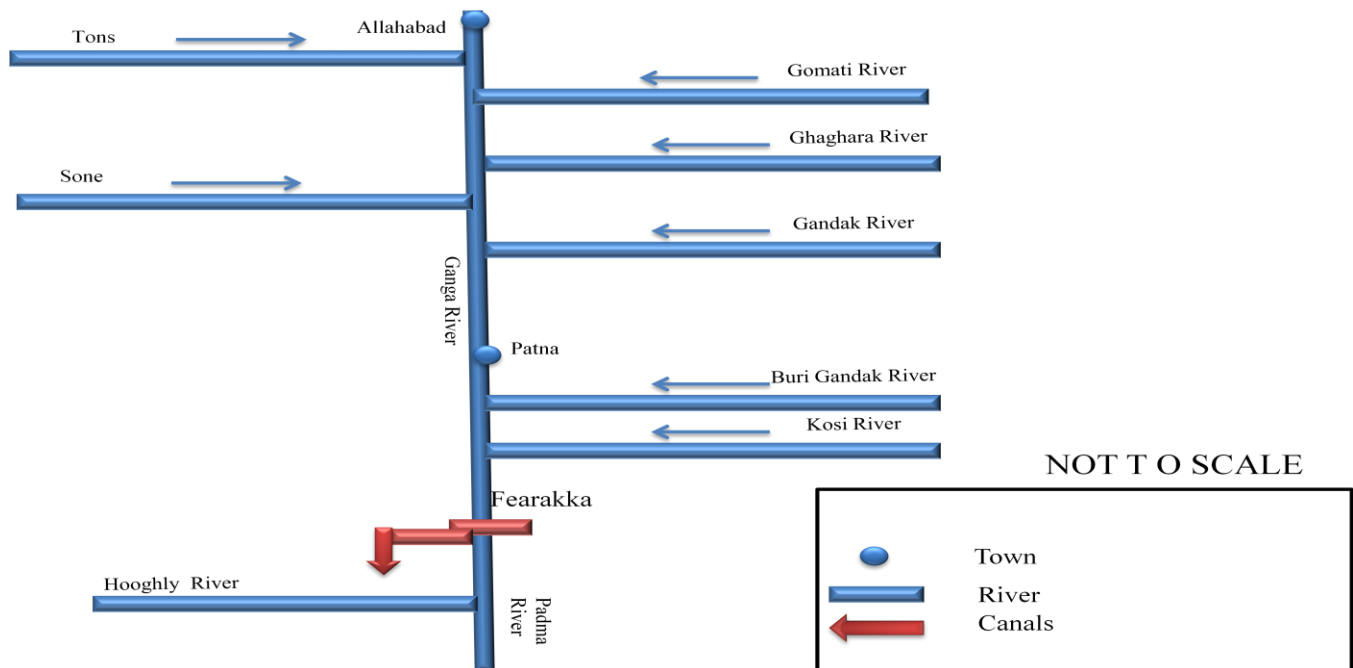 Allahabad
Tons
Gomati River
Ghaghara River
Sone
Gandak River
Ganga River
Patna
Buri Gandak River
Kosi River
NOT T O SCALE
Fearakka
Town
Hooghly River
Padma
River
River
Canals